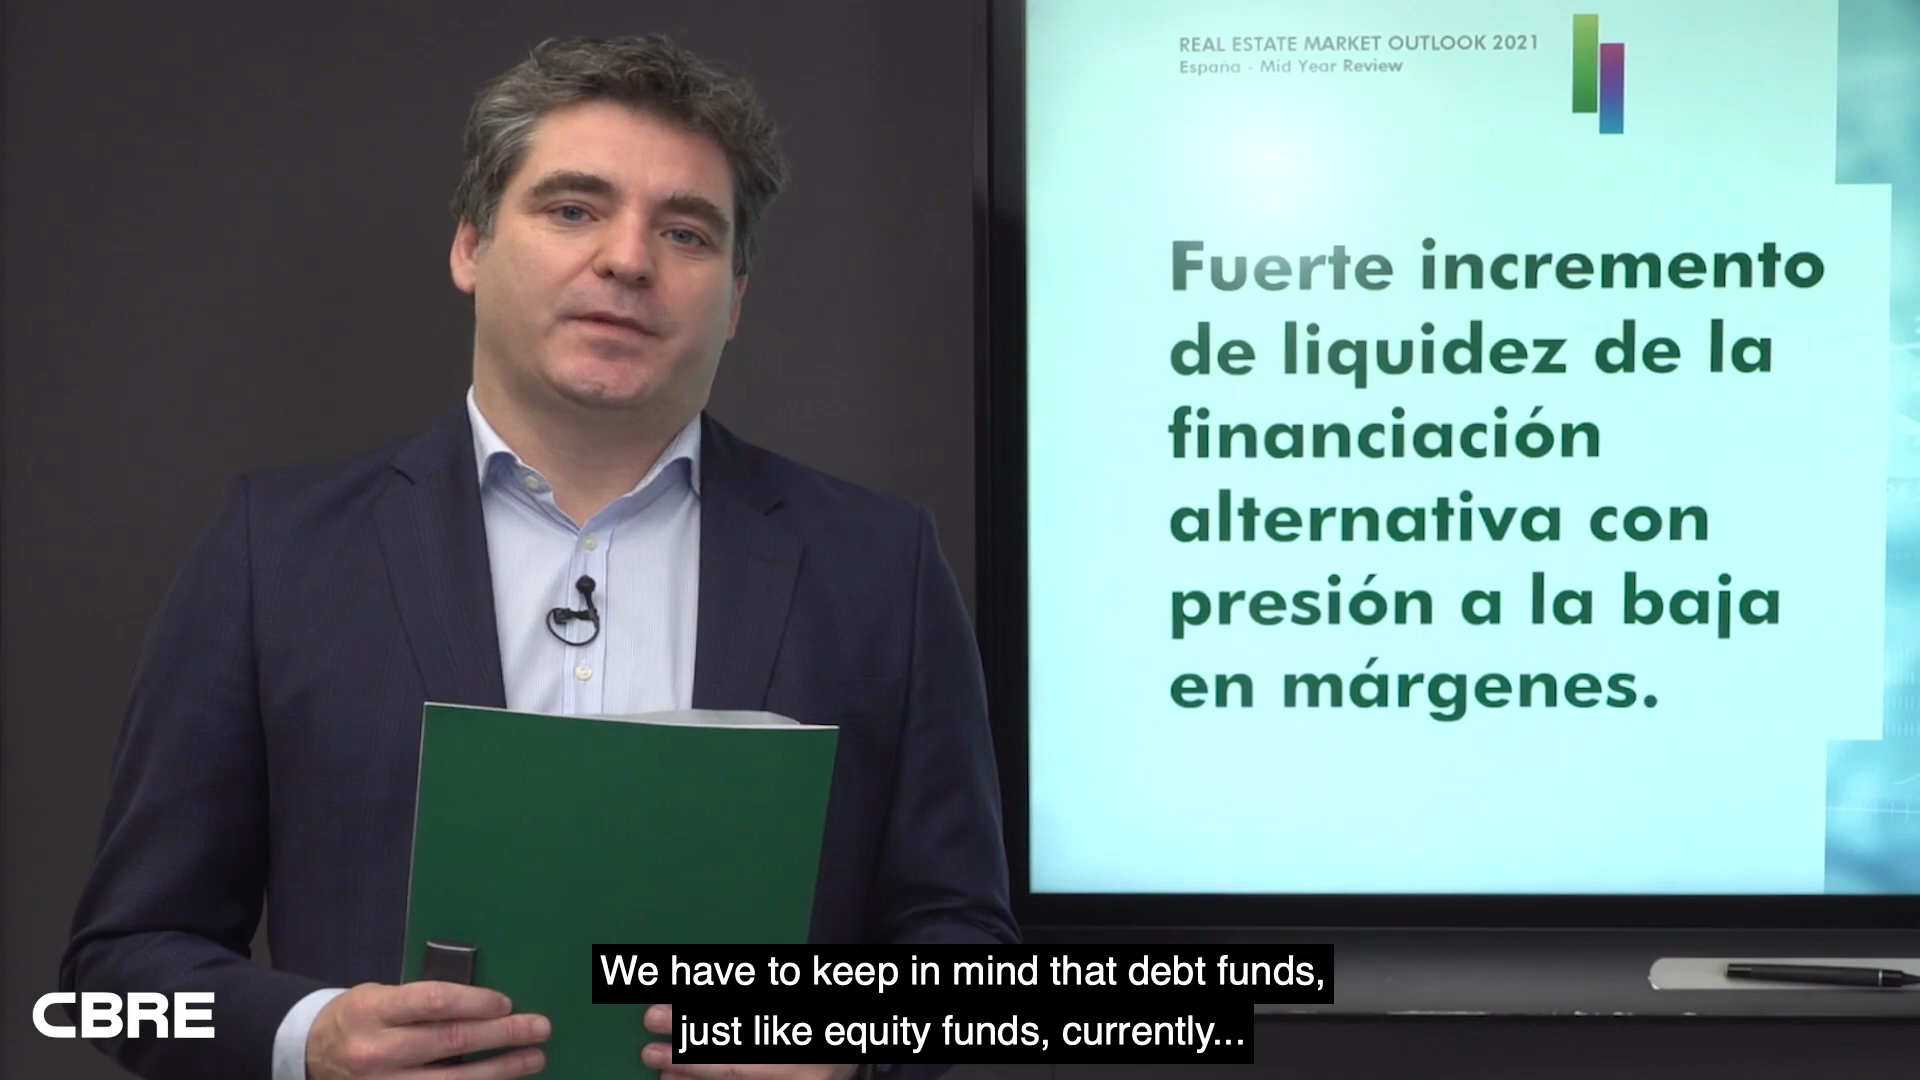 REAL ESTATE MARKET OUTLOOK 2021
España - Mid Year Review
Fuerte incremento
de liquidez de la
financiación
alternativa con
presión a la baja
en márgenes.
We have to keep in mind that debt funds,
just like equity funds, currently...
CBRE